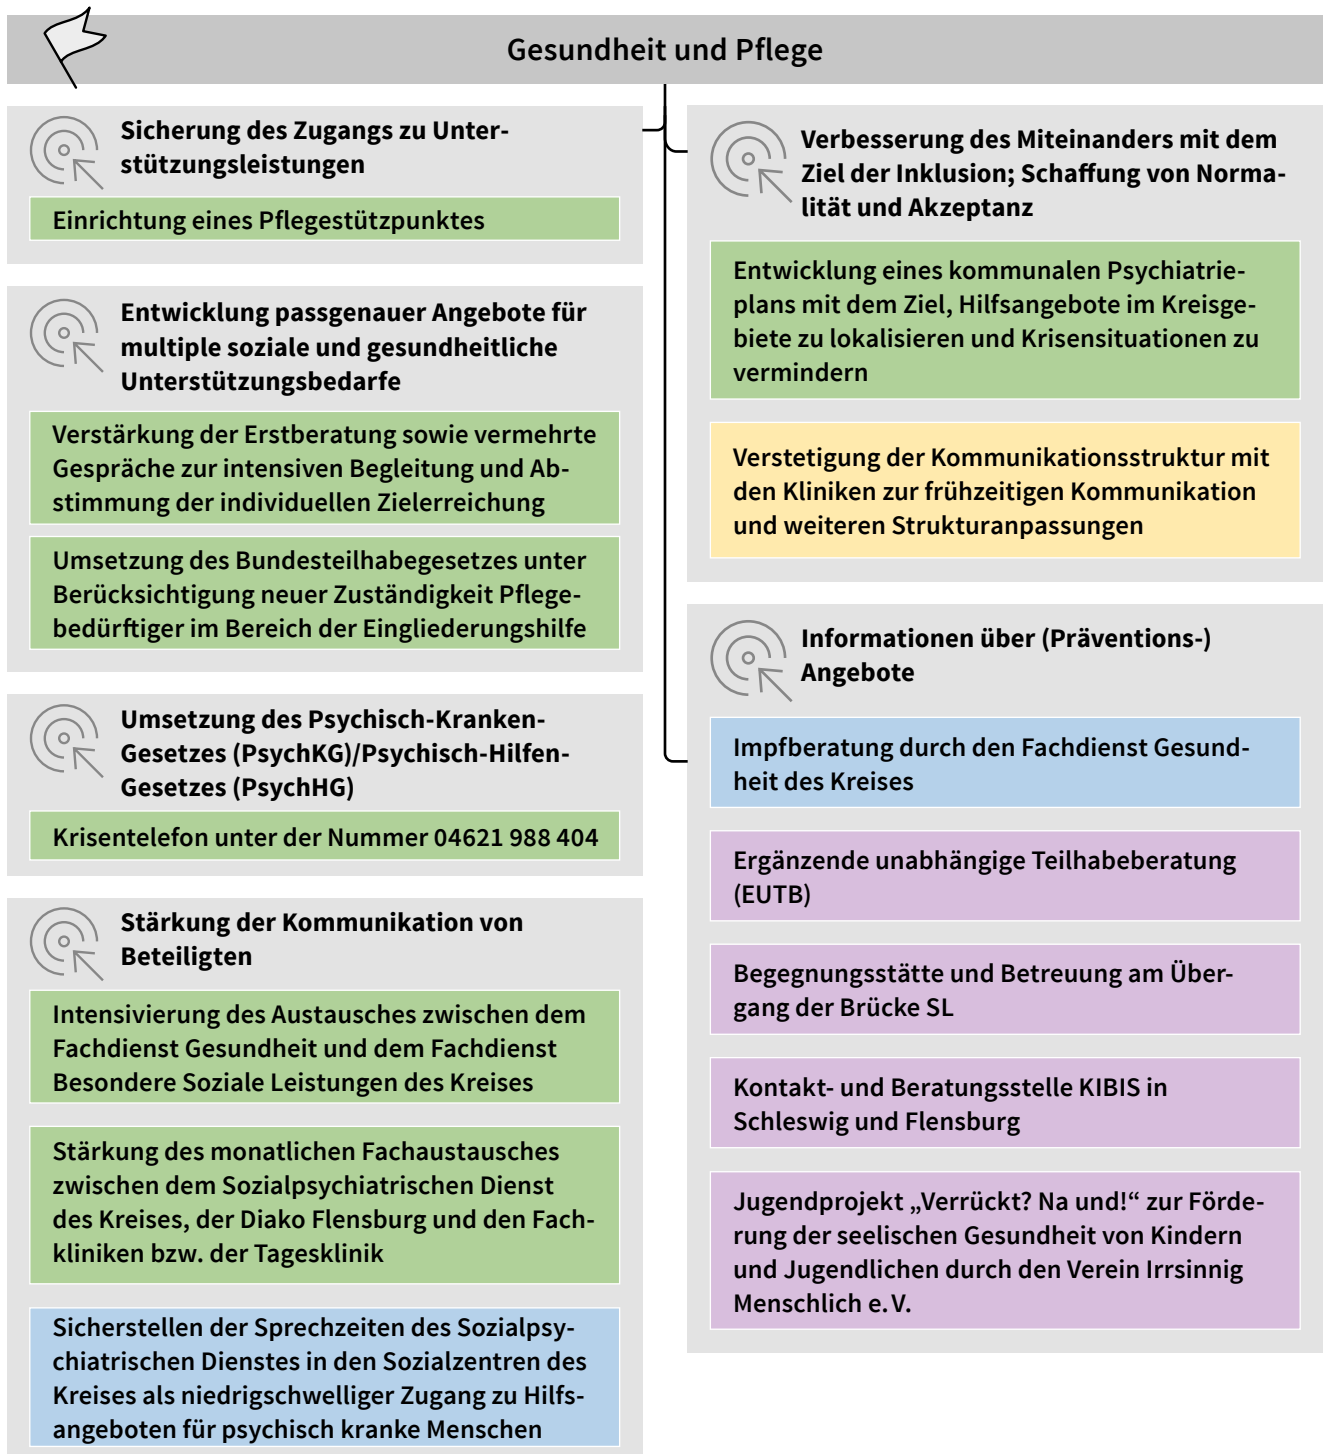 Gesundheit und Pflege
Sicherung des Zugangs zu Unter-
stützungsleistungen
Einrichtung eines Pflegestützpunktes
Entwicklung passgenauer Angebote für
multiple soziale und gesundheitliche
Unterstützungsbedarfe
Verstärkung der Erstberatung sowie vermehrte
Gespräche zur intensiven Begleitung und Ab-
stimmung der individuellen Zielerreichung
Umsetzung des Bundesteilhabegesetzes unter
Berücksichtigung neuer Zuständigkeit Pflege-
bedürftiger im Bereich der Eingliederungshilfe
Umsetzung des Psychisch-Kranken-
Gesetzes (PsychKG)/Psychisch-Hilfen-
Gesetzes (PsychHG)
Krisentelefon unter der Nummer 04621 988 404
Stärkung der Kommunikation von
Beteiligten
Intensivierung des Austausches zwischen dem
Fachdienst Gesundheit und dem Fachdienst
Besondere Soziale Leistungen des Kreises
Stärkung des monatlichen Fachaustausches
zwischen dem Sozialpsychiatrischen Dienst
des Kreises, der Diako Flensburg und den Fach-
kliniken bzw. der Tagesklinik
Sicherstellen der Sprechzeiten des Sozialpsy-
chiatrischen Dienstes in den Sozialzentren des
Kreises als niedrigschwelliger Zugang zu Hilfs-
angeboten für psychisch kranke Menschen
Verbesserung des Miteinanders mit dem
Ziel der Inklusion; Schaffung von Norma-
lität und Akzeptanz
Entwicklung eines kommunalen Psychiatrie-
plans mit dem Ziel, Hilfsangebote im Kreisge-
biete zu lokalisieren und Krisensituationen zu
vermindern
Verstetigung der Kommunikationsstruktur mit
den Kliniken zur frühzeitigen Kommunikation
und weiteren Strukturanpassungen
Informationen über (Präventions-)
Angebote
Impfberatung durch den Fachdienst Gesund-
heit des Kreises
Ergänzende unabhängige Teilhabeberatung
(EUTB)
Begegnungsstätte und Betreuung am Über-
gang der Brücke SL
Kontakt- und Beratungsstelle KIBIS in
Schleswig und Flensburg
Jugendprojekt „Verrückt? Na und!“ zur Förde-
rung der seelischen Gesundheit von Kindern
und Jugendlichen durch den Verein Irrsinnig
Menschlich e. V.